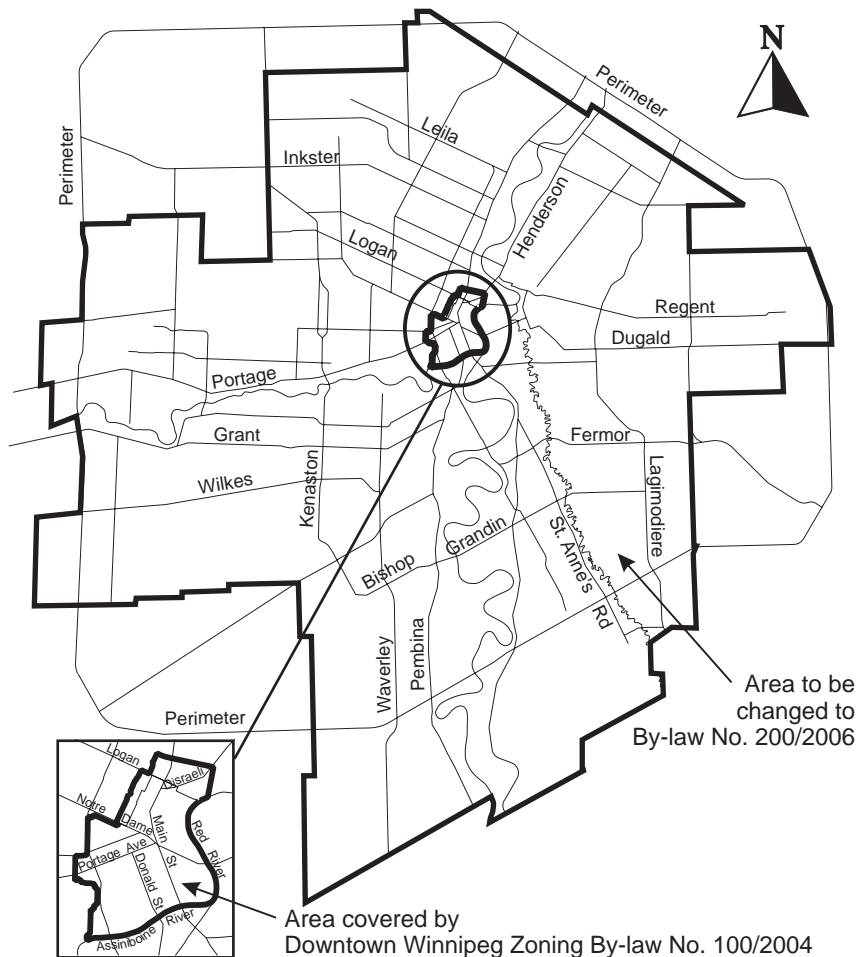 N
Perimeter
Leila
Inkster
Perimeter
Henderson
Logan
Regent
Dugald
Portage
Grant
Fermor
Wilkes
Kenaston
Lagimodiere
Bishop
Grandin
St. Anne's Rd
Waverley
Pembina
Area to be
changed to
By-law No. 200/2006
Perimeter
Logan
Disraeli
Notre Dame
Main St
Red River
Portage Ave
Donald St
Assiniboine River
Area covered by
Downtown Winnipeg Zoning By-law No. 100/2004